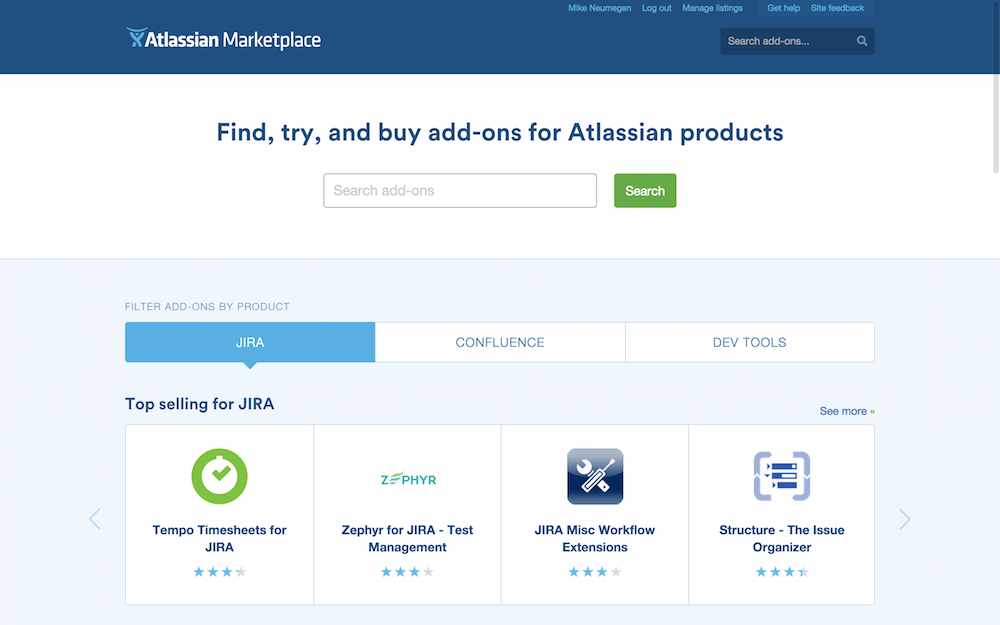 Mike Neumegen Log out Manage listings Get help Site feedback
Atlassian Marketplace
Search add-ons...
Find, try, and buy add-ons for Atlassian products
Search add-ons
Search
FILTER ADD-ONS BY PRODUCT
JIRA
CONFLUENCE
DEV TOOLS
Top selling for JIRA
See more »
Tempo Timesheets for
JIRA
ZEPHYR
Zephyr for JIRA - Test
Management
JIRA Misc Workflow
Extensions
Structure - The Issue
Organizer